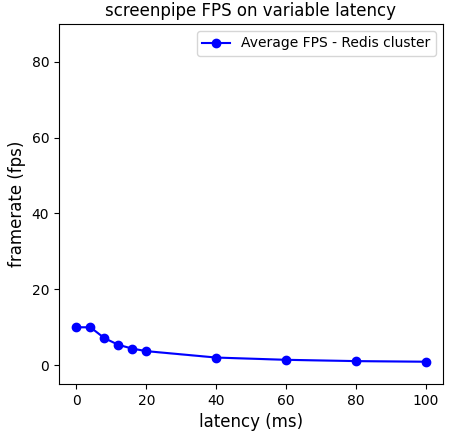 screenpipe FPS on variable latency
Average FPS - Redis cluster
framerate (fps)
80
60
40
20
0
0 20 40 60 80 100
latency (ms)